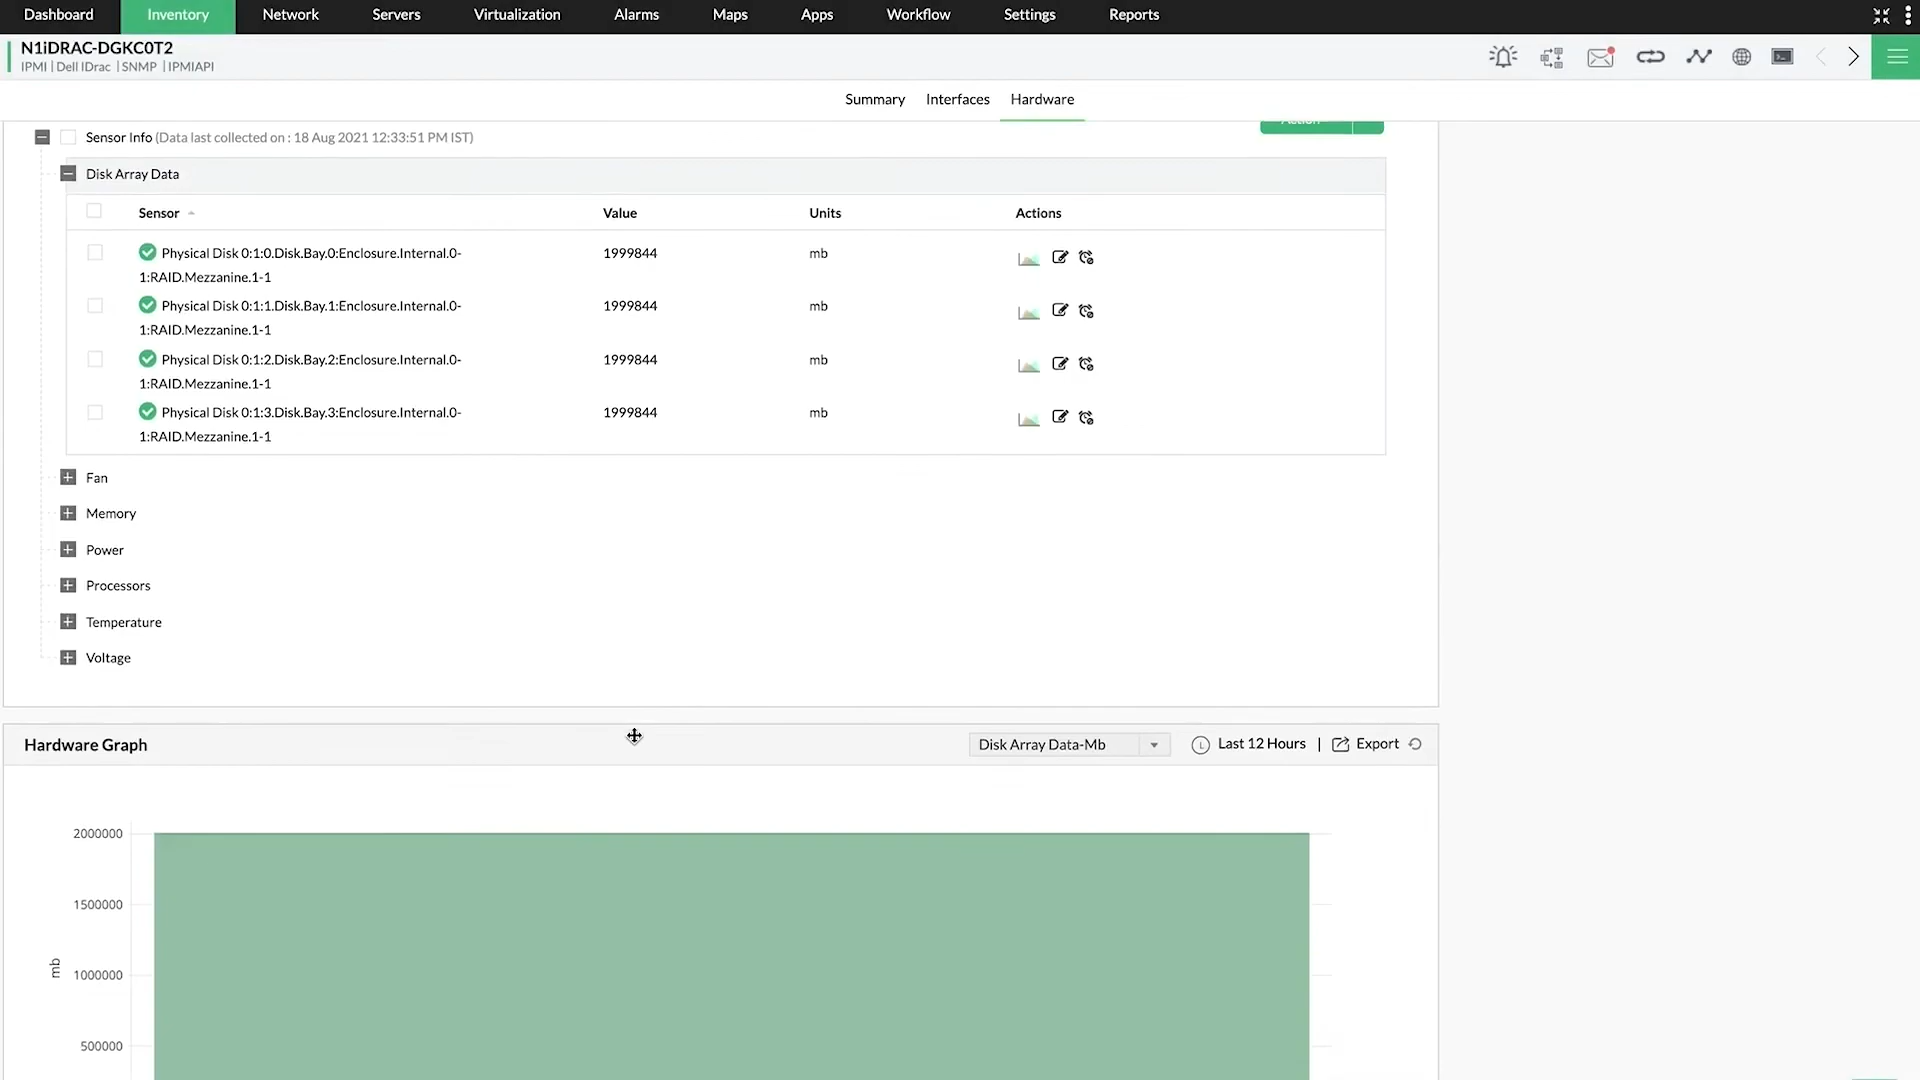 Dashboard Inventory Network Servers Virtualization Alarms Maps Apps Workflow Settings Reports
N1iDRAC-DGKC0T2
IPMI | Dell IDrac | SNMP | IPMIAPI
Summary Interfaces Hardware
Sensor Info (Data last collected on : 18 Aug 2021 12:33:51 PM IST)
Action
Disk Array Data
Sensor Value Units Actions
Physical Disk 0:1:0.Disk.Bay.0:Enclosure.Internal.0- 1999844 mb
1:RAID.Mezzanine.1-1
Physical Disk 0:1:1.Disk.Bay.1:Enclosure.Internal.0- 1999844 mb
1:RAID.Mezzanine.1-1
Physical Disk 0:1:2.Disk.Bay.2:Enclosure.Internal.0- 1999844 mb
1:RAID.Mezzanine.1-1
Physical Disk 0:1:3.Disk.Bay.3:Enclosure.Internal.0- 1999844 mb
1:RAID.Mezzanine.1-1
Fan
Memory
Power
Processors
Temperature
Voltage
Hardware Graph Disk Array Data-Mb Last 12 Hours | Export
2000000
1500000
mb
1000000
500000